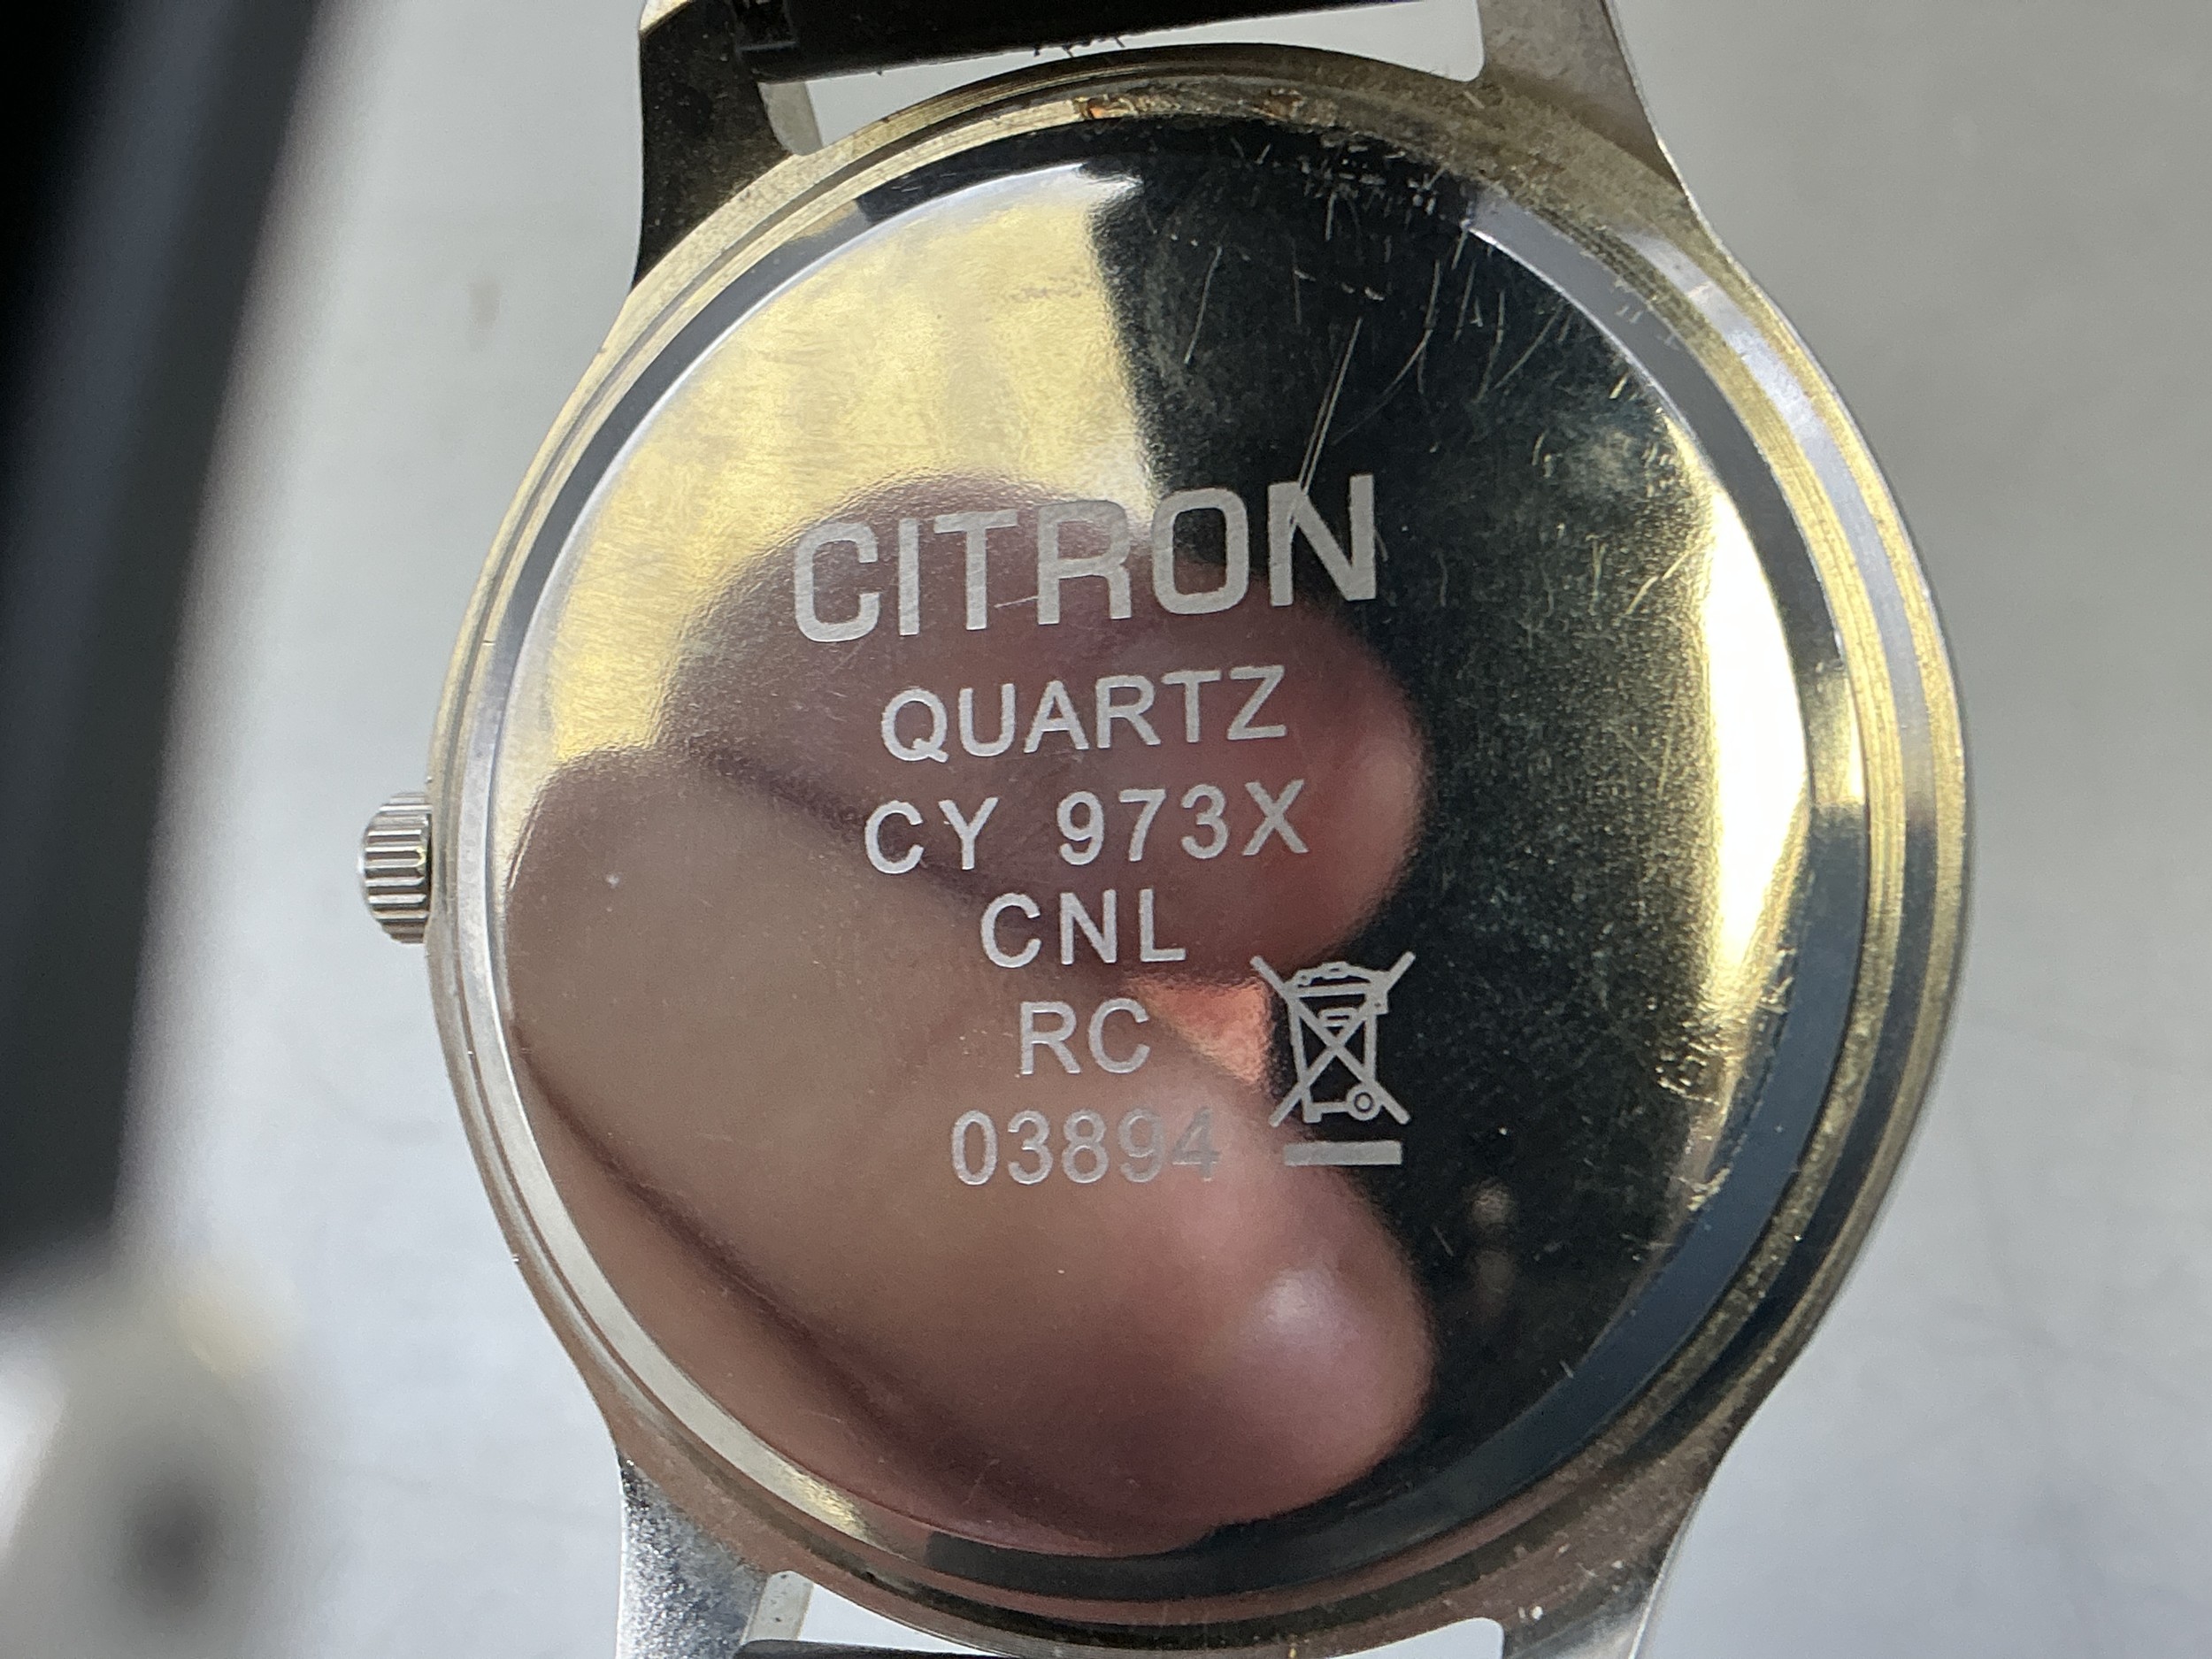 CITRON
QUARTZ
CY 973X
CNL
RC
03894